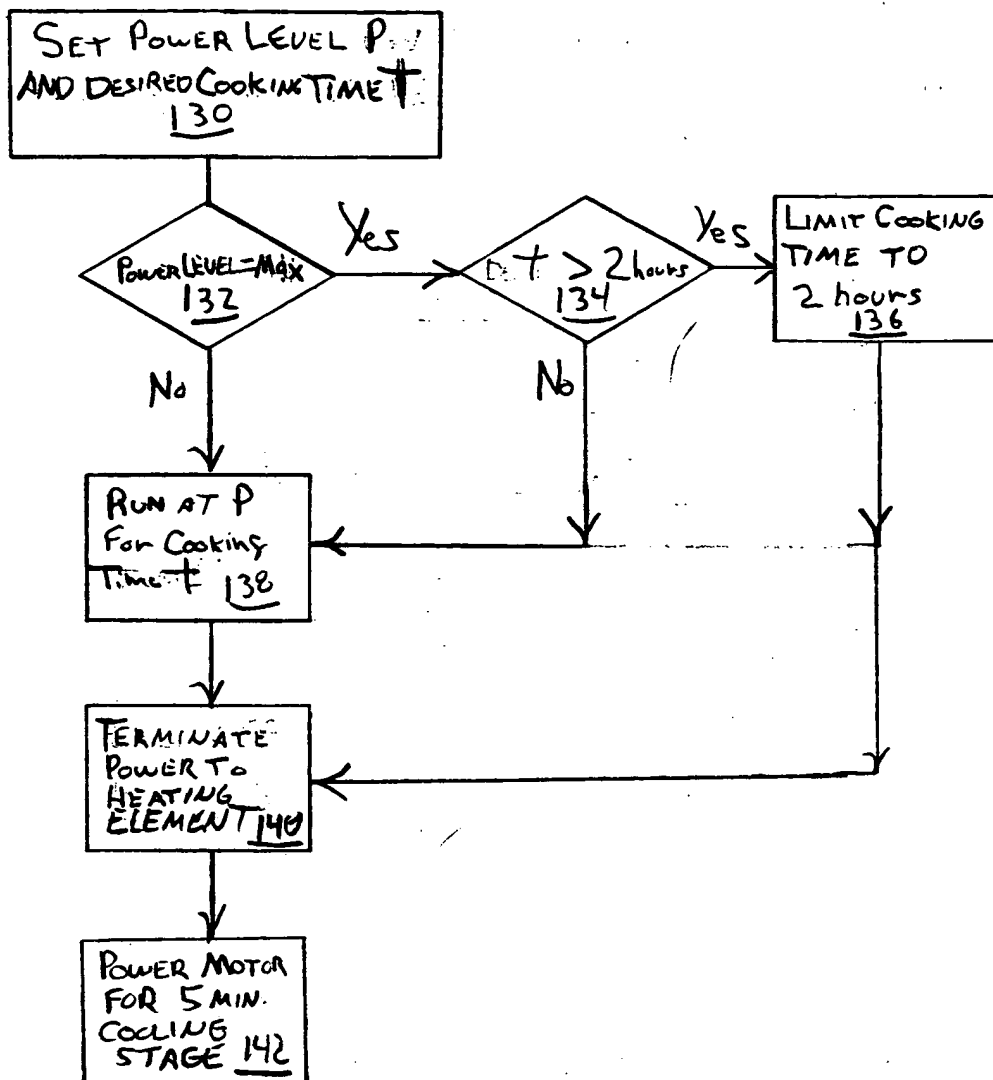 SET POWER LEVEL P
AND DESIRED COOKING TIME t
130
POWER LEVEL = MAX
132
Yes
t > 2 hours
134
Yes
LIMIT COOKING
TIME TO
2 hours
136
No
No
RUN AT P
For Cooking
Time t 138
TERMINATE
POWER TO
HEATING
ELEMENT 140
POWER MOTOR
FOR 5 MIN.
COOLING
STAGE 142